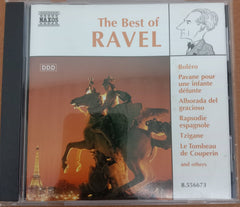 NAXOS
The Best of
RAVEL
DDD
Boléro
Pavane pour
une infante
défunte
Alborada del
gracioso
Rapsodie
espagnole
Tzigane
Le Tombeau
de Couperin
and others
8.556673